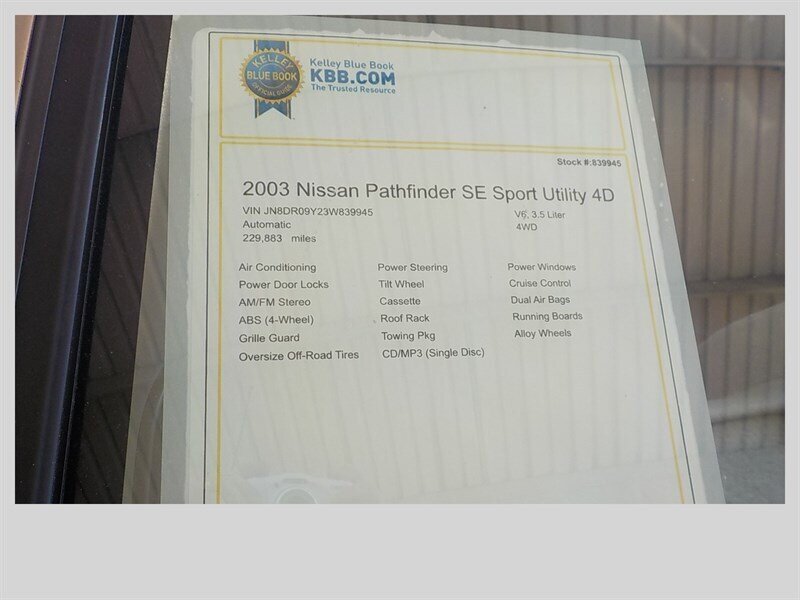 KELLEY
BLUE BOOK
OFFICIAL GUIDE
Kelley Blue Book
KBB.COM
The Trusted Resource
Stock #:839945
2003 Nissan Pathfinder SE Sport Utility 4D
VIN JN8DR09Y23W839945 V6, 3.5 Liter
Automatic 4WD
229,883 miles
Air Conditioning Power Steering Power Windows
Power Door Locks Tilt Wheel Cruise Control
AM/FM Stereo Cassette Dual Air Bags
ABS (4-Wheel) Roof Rack Running Boards
Grille Guard Towing Pkg Alloy Wheels
Oversize Off-Road Tires CD/MP3 (Single Disc)